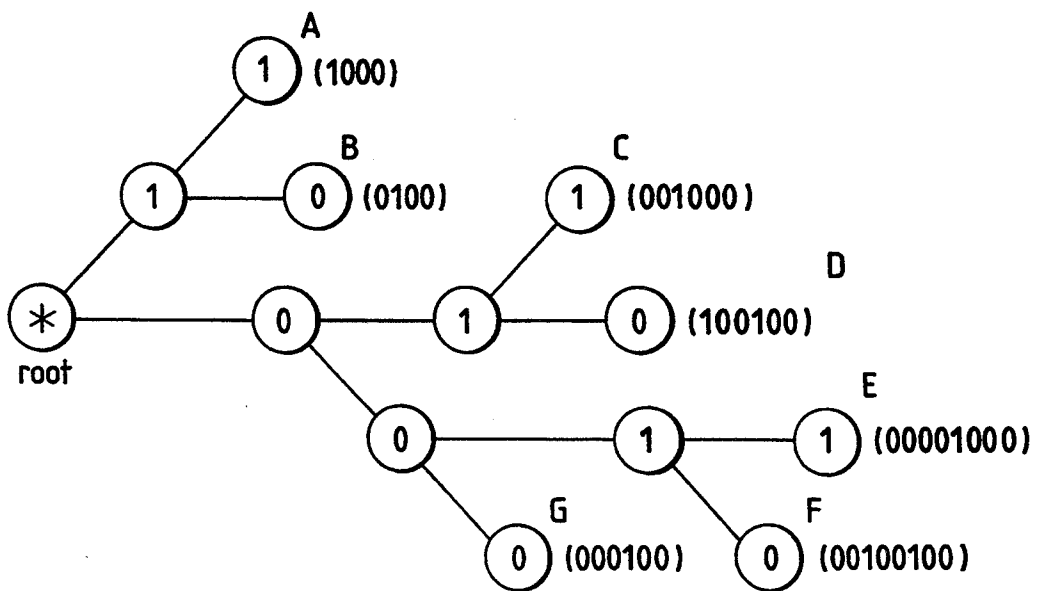 A
1 (1000)
B
1 0 (0100)
C
1 (001000)
D
* 0 1 0 (100100)
root
E
0 1 1 (00001000)
G F
0 (000100) 0 (00100100)